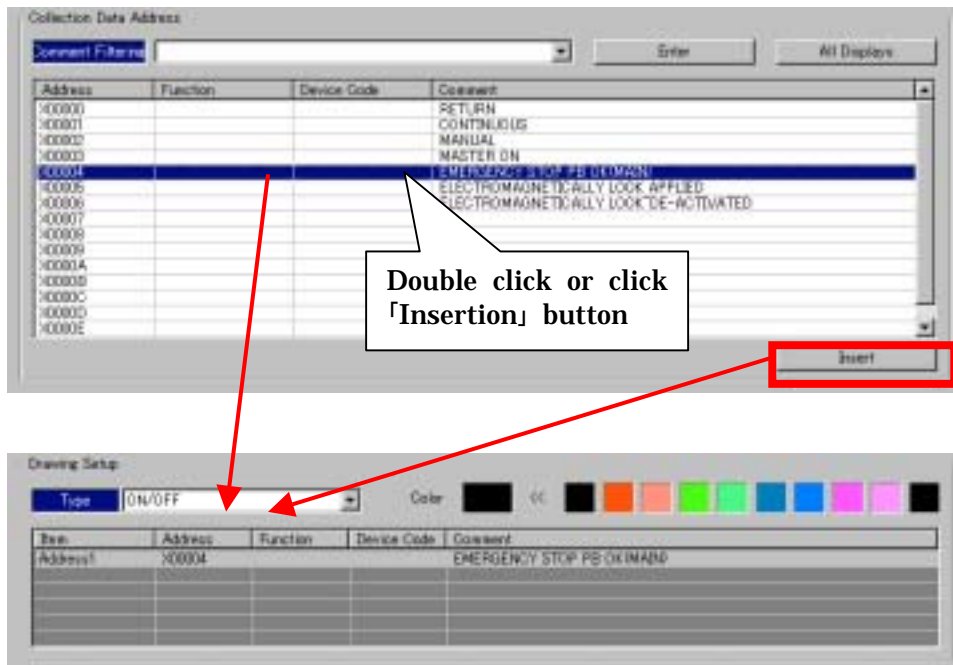 Collection Data Address
Comment Filtering Enter All Displays
Address Function Device Code Comment
X00000 RETURN
X00001 CONTINUOUS
X00002 MANUAL
X00003 MASTER ON
X00004 EMERGENCY STOP PB OK(MAIN)
X00005 ELECTROMAGNETICALLY LOOK APPLIED
X00006 ELECTROMAGNETICALLY LOOK DE-ACTIVATED
X00007
X00008
X00009
X0000A
X0000B
X0000C
X0000D
X0000E
Double click or click
「Insertion」 button
Insert
Drawing Setup
Type ON/OFF Color <<
Item Address Function Device Code Comment
Address1 X00004 EMERGENCY STOP PB OK(MAIN)